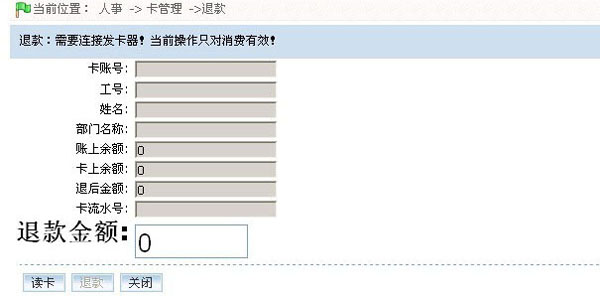 当前位置： 人事 -> 卡管理 ->退款
退款：需要连接发卡器！当前操作只对消费有效！
卡账号:
工号:
姓名:
部门名称:
账上余额: 0
卡上余额: 0
退后金额: 0
卡流水号:
退款金额: 0
读卡 退款 关闭